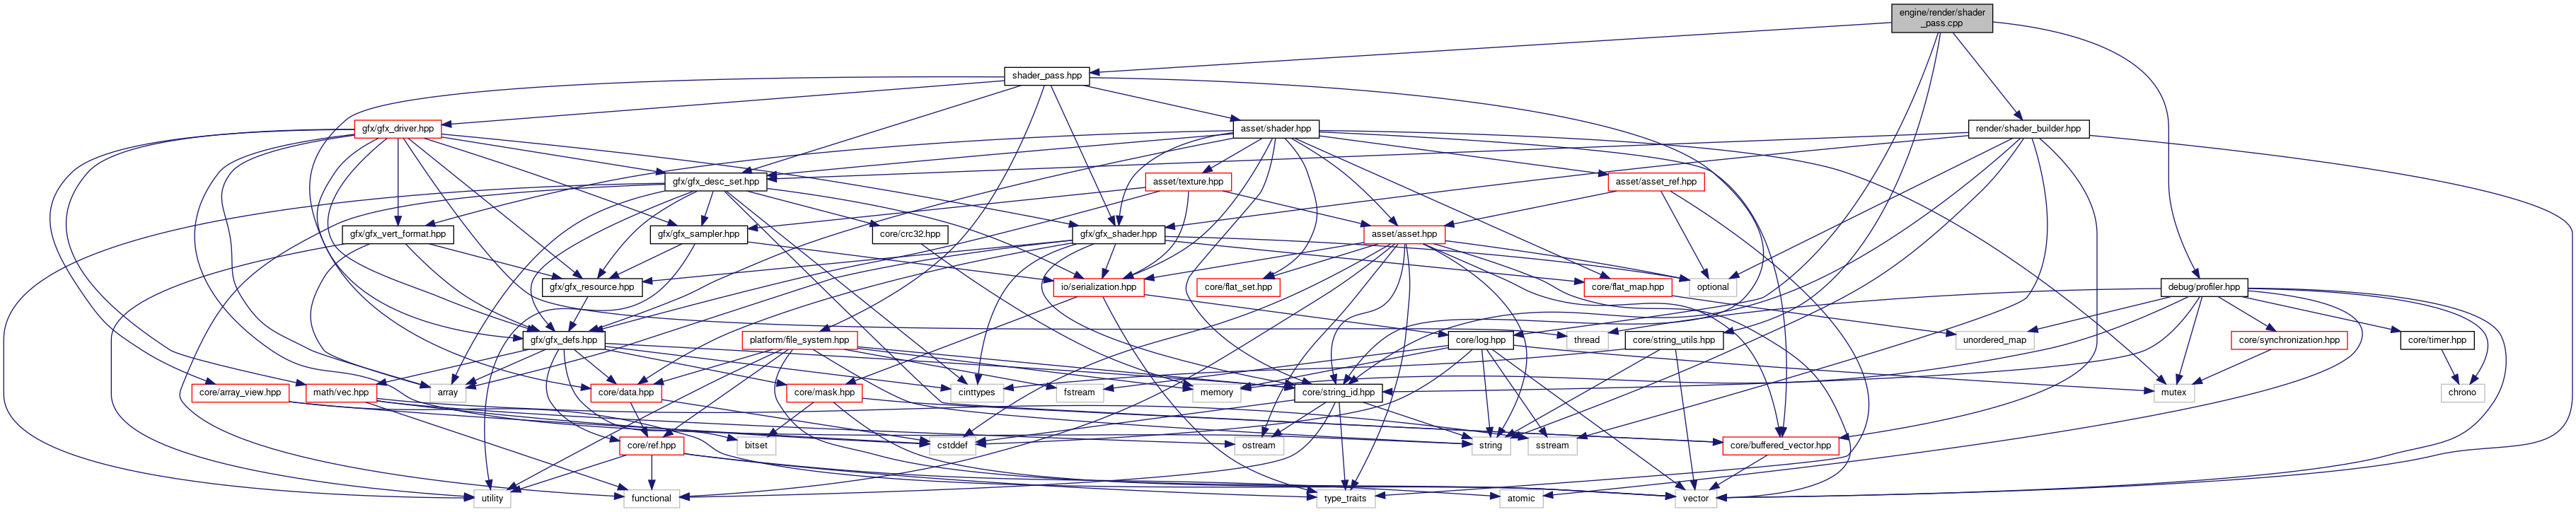 engine/render/shader
_pass.cpp
shader_pass.hpp
gfx/gfx_driver.hpp
asset/shader.hpp
render/shader_builder.hpp
gfx/gfx_desc_set.hpp
asset/texture.hpp
asset/asset_ref.hpp
gfx/gfx_vert_format.hpp
gfx/gfx_sampler.hpp
core/crc32.hpp
gfx/gfx_shader.hpp
asset/asset.hpp
gfx/gfx_resource.hpp
io/serialization.hpp
core/flat_set.hpp
core/flat_map.hpp
optional
debug/profiler.hpp
gfx/gfx_defs.hpp
platform/file_system.hpp
core/log.hpp
thread
core/string_utils.hpp
unordered_map
core/synchronization.hpp
core/timer.hpp
core/array_view.hpp
math/vec.hpp
array
core/data.hpp
core/mask.hpp
cinttypes
fstream
memory
core/string_id.hpp
mutex
chrono
core/ref.hpp
bitset
cstddef
ostream
string
sstream
core/buffered_vector.hpp
utility
functional
type_traits
atomic
vector